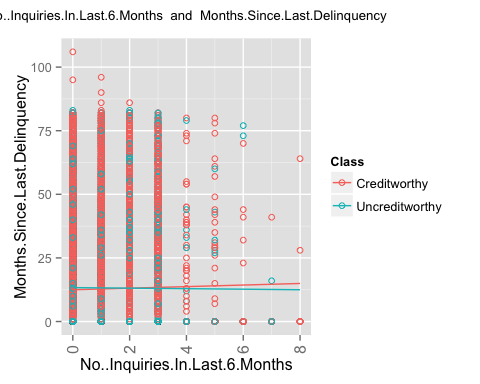 o..Inquiries.In.Last.6.Months and Months.Since.Last.Delinquency
100
75
50
25
0
Months.Since.Last.Delinquency
0
2
4
6
8
No..Inquiries.In.Last.6.Months
Class
Creditworthy
Uncreditworthy